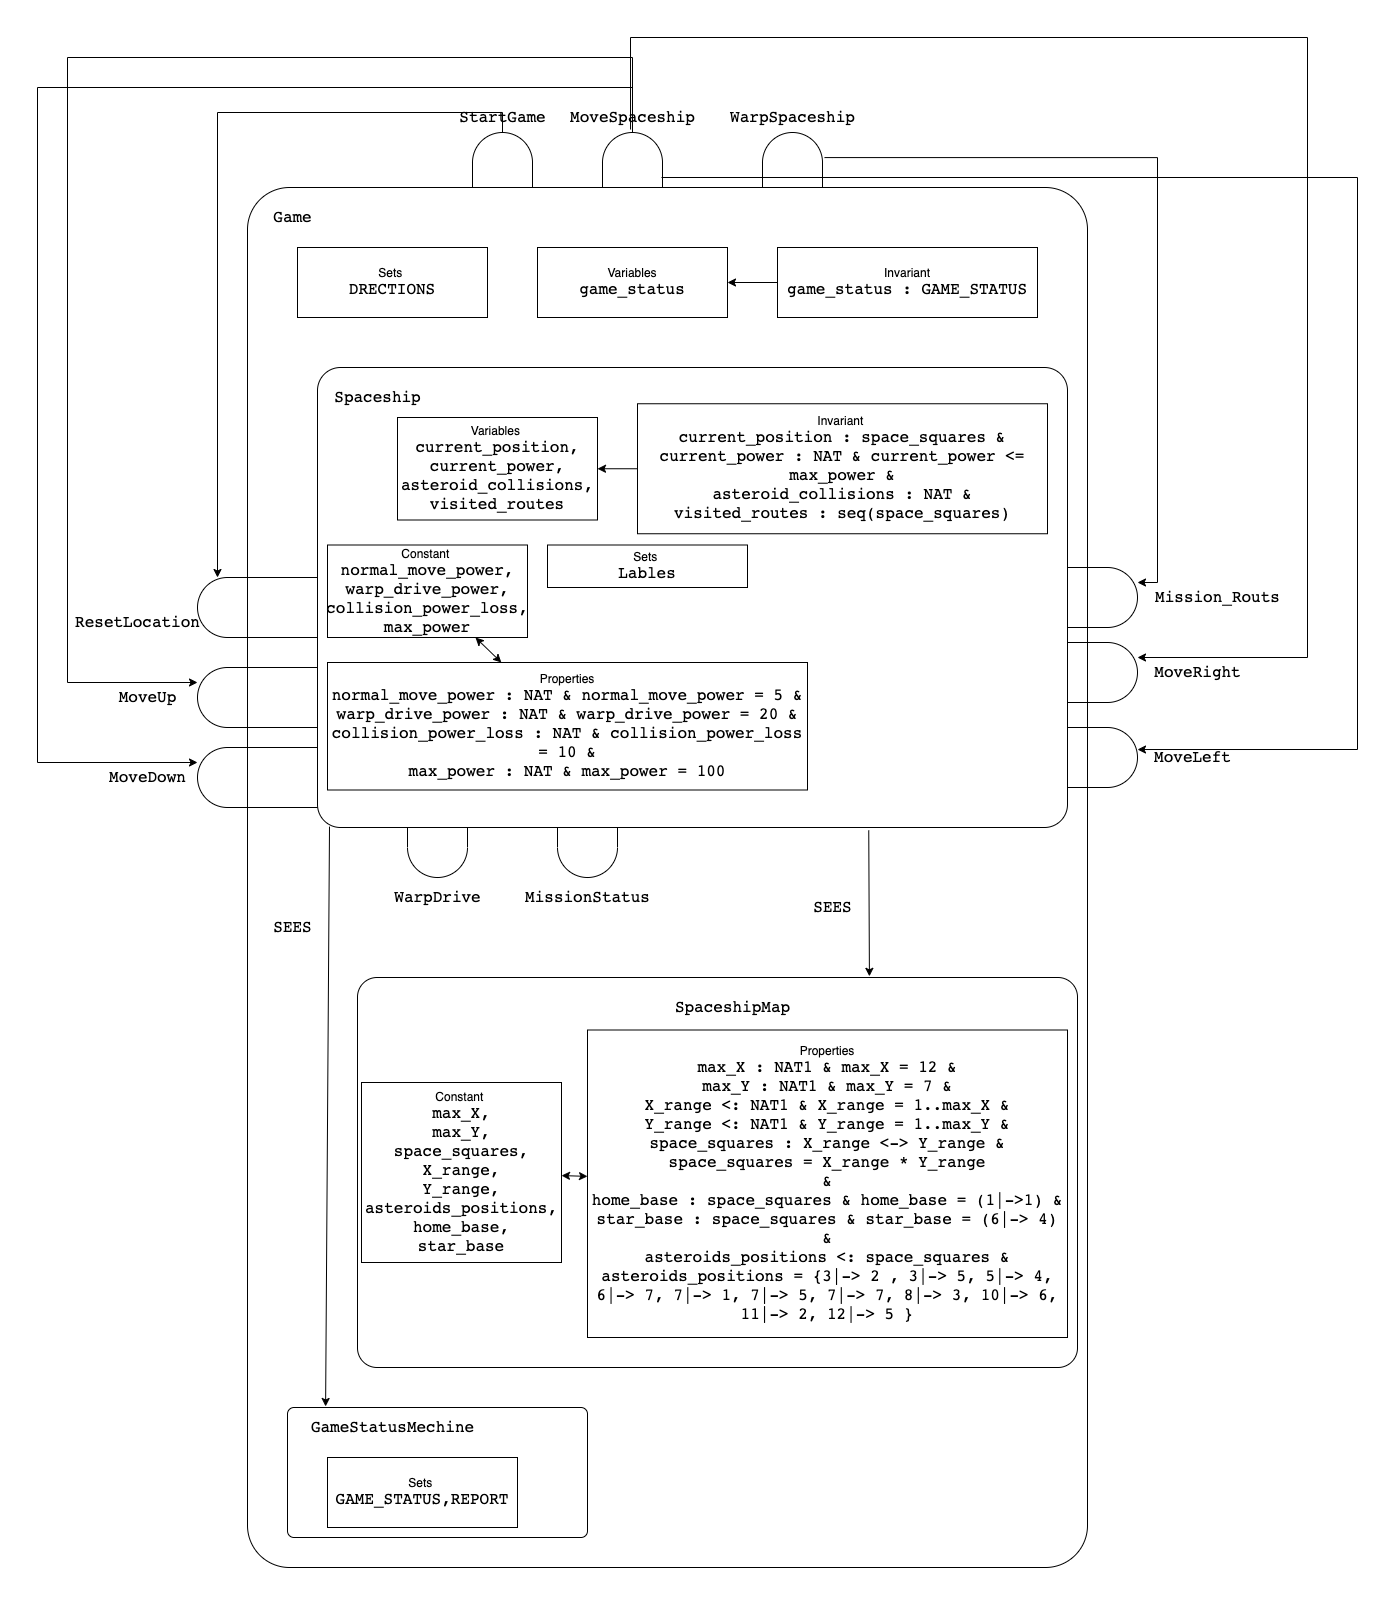 StartGame
MoveSpaceship
WarpSpaceship
Game
Sets
DRECTIONS
Variables
game_status
Invariant
game_status : GAME_STATUS
Spaceship
Variables
current_position,
current_power,
asteroid_collisions,
visited_routes
Invariant
current_position : space_squares &
current_power : NAT & current_power <=
max_power &
asteroid_collisions : NAT &
visited_routes : seq(space_squares)
Constant
normal_move_power,
warp_drive_power,
collision_power_loss,
max_power
Sets
Lables
ResetLocation
MoveUp
MoveDown
Mission_Routs
MoveRight
MoveLeft
Properties
normal_move_power : NAT & normal_move_power = 5 &
warp_drive_power : NAT & warp_drive_power = 20 &
collision_power_loss : NAT & collision_power_loss
= 10 &
max_power : NAT & max_power = 100
WarpDrive
MissionStatus
SEES
SEES
SpaceshipMap
Constant
max_X,
max_Y,
space_squares,
X_range,
Y_range,
asteroids_positions,
home_base,
star_base
Properties
max_X : NAT1 & max_X = 12 &
max_Y : NAT1 & max_Y = 7 &
X_range <: NAT1 & X_range = 1..max_X &
Y_range <: NAT1 & Y_range = 1..max_Y &
space_squares : X_range <-> Y_range &
space_squares = X_range * Y_range
&
home_base : space_squares & home_base = (1|->1) &
star_base : space_squares & star_base = (6|-> 4)
&
asteroids_positions <: space_squares &
asteroids_positions = {3|-> 2 , 3|-> 5, 5|-> 4,
6|-> 7, 7|-> 1, 7|-> 5, 7|-> 7, 8|-> 3, 10|-> 6,
11|-> 2, 12|-> 5 }
GameStatusMechine
Sets
GAME_STATUS,REPORT